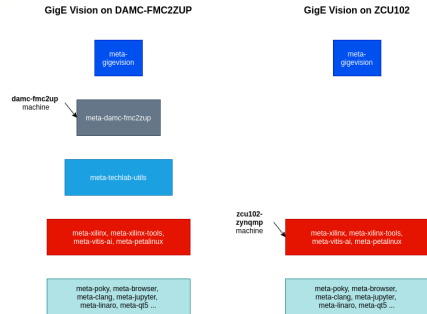 GigE Vision on DAMC-FMC2ZUP
meta-
gigevision
damc-fmc2up
machine
meta-damc-fmc2zup
meta-techlab-utils
meta-xilinx, meta-xilinx-tools,
meta-vitis-ai, meta-petalinux
meta-poky, meta-browser,
meta-clang, meta-jupyter,
meta-linaro, meta-qt5 ...
GigE Vision on ZCU102
meta-
gigevision
zcu102-
zynqmp
machine
meta-xilinx, meta-xilinx-tools,
meta-vitis-ai, meta-petalinux
meta-poky, meta-browser,
meta-clang, meta-jupyter,
meta-linaro, meta-qt5 ...